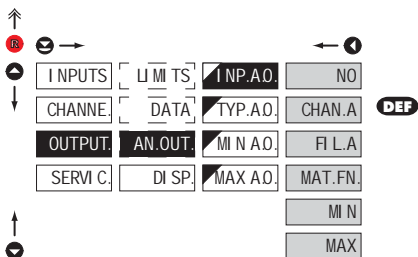 R
INPUTS LIMITS INP.A.O. NO
CHANNE. DATA TYP.A.O. CHAN.A DEF
OUTPUT. AN.OUT. MIN A.O. FIL.A
SERVIC. DISP. MAX A.O. MAT.FN.
MIN
MAX